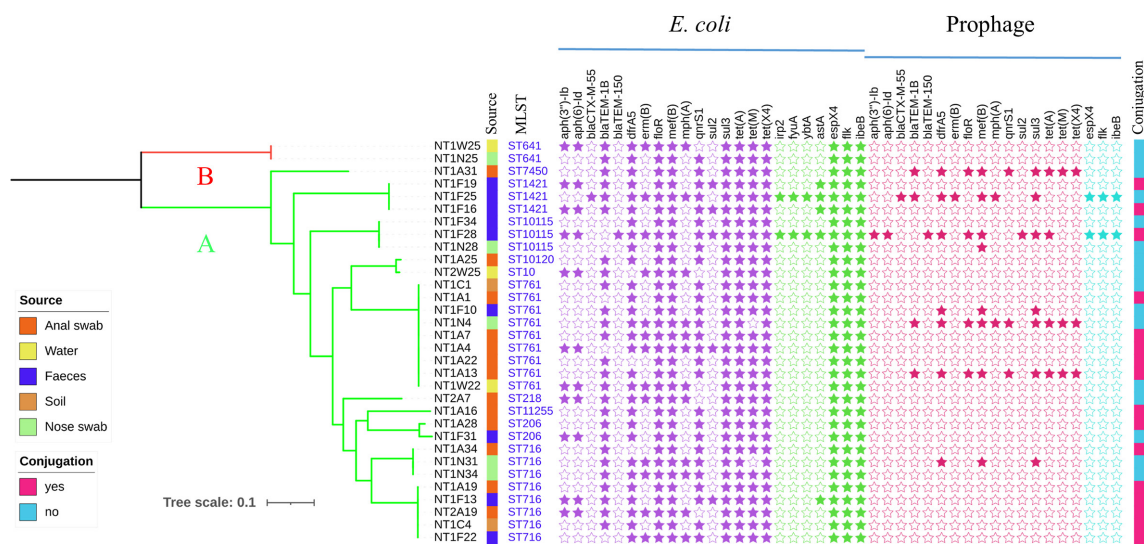 E. coli
Prophage
Source
MLST
aph(3'')-Ib
aph(6)-Id
blaCTX-M-55
blaTEM-1B
blaTEM-150
dfrA5
erm(B)
floR
mef(B)
mph(A)
qnrS1
sul2
sul3
tet(A)
tet(M)
tet(X4)
irp2
fyuA
ybtA
astA
espX4
flk
ibeB
aph(3'')-Ib
aph(6)-Id
blaCTX-M-55
blaTEM-1B
blaTEM-150
dfrA5
erm(B)
floR
mef(B)
mph(A)
qnrS1
sul2
sul3
tet(A)
tet(M)
tet(X4)
espX4
flk
ibeB
Conjugation
NT1W25 ST641
NT1N25 ST641
NT1A31 ST7450
NT1F19 ST1421
NT1F25 ST1421
NT1F16 ST1421
NT1F34 ST10115
NT1F28 ST10115
NT1N28 ST10115
NT1A25 ST10120
NT2W25 ST10
NT1C1 ST761
NT1A1 ST761
NT1F10 ST761
NT1N4 ST761
NT1A7 ST761
NT1A4 ST761
NT1A22 ST761
NT1A13 ST761
NT1W22 ST761
NT2A7 ST218
NT1A16 ST11255
NT1A28 ST206
NT1F31 ST206
NT1A34 ST716
NT1N31 ST716
NT1N34 ST716
NT1A19 ST716
NT1F13 ST716
NT2A19 ST716
NT1C4 ST716
NT1F22 ST716
B
A
Source
Anal swab
Water
Faeces
Soil
Nose swab
Conjugation
yes
no
Tree scale: 0.1